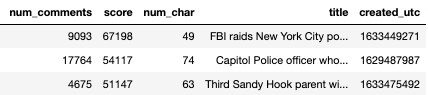 num_comments score num_char title created_utc
9093 67198 49 FBI raids New York City po... 1633449271
17764 54117 74 Capitol Police officer who... 1629487987
4675 51147 63 Third Sandy Hook parent wi... 1633475492